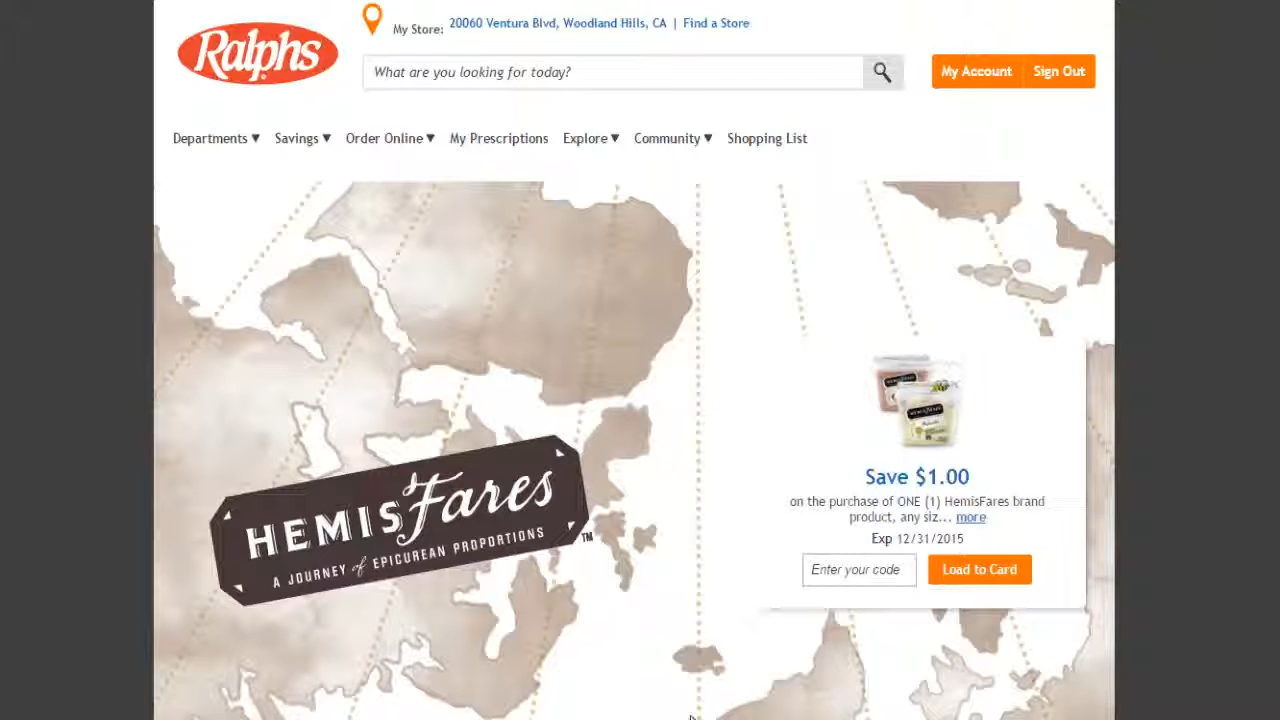 Ralphs
My Store: 20060 Ventura Blvd, Woodland Hills, CA | Find a Store
What are you looking for today?
My Account Sign Out
Departments ▼ Savings ▼ Order Online ▼ My Prescriptions Explore ▼ Community ▼ Shopping List
HEMISFares
A JOURNEY of EPICUREAN PROPORTIONS
TM
HEMISFARES
HEMISFARES
Save $1.00
on the purchase of ONE (1) HemisFares brand
product, any siz... more
Exp 12/31/2015
Enter your code Load to Card